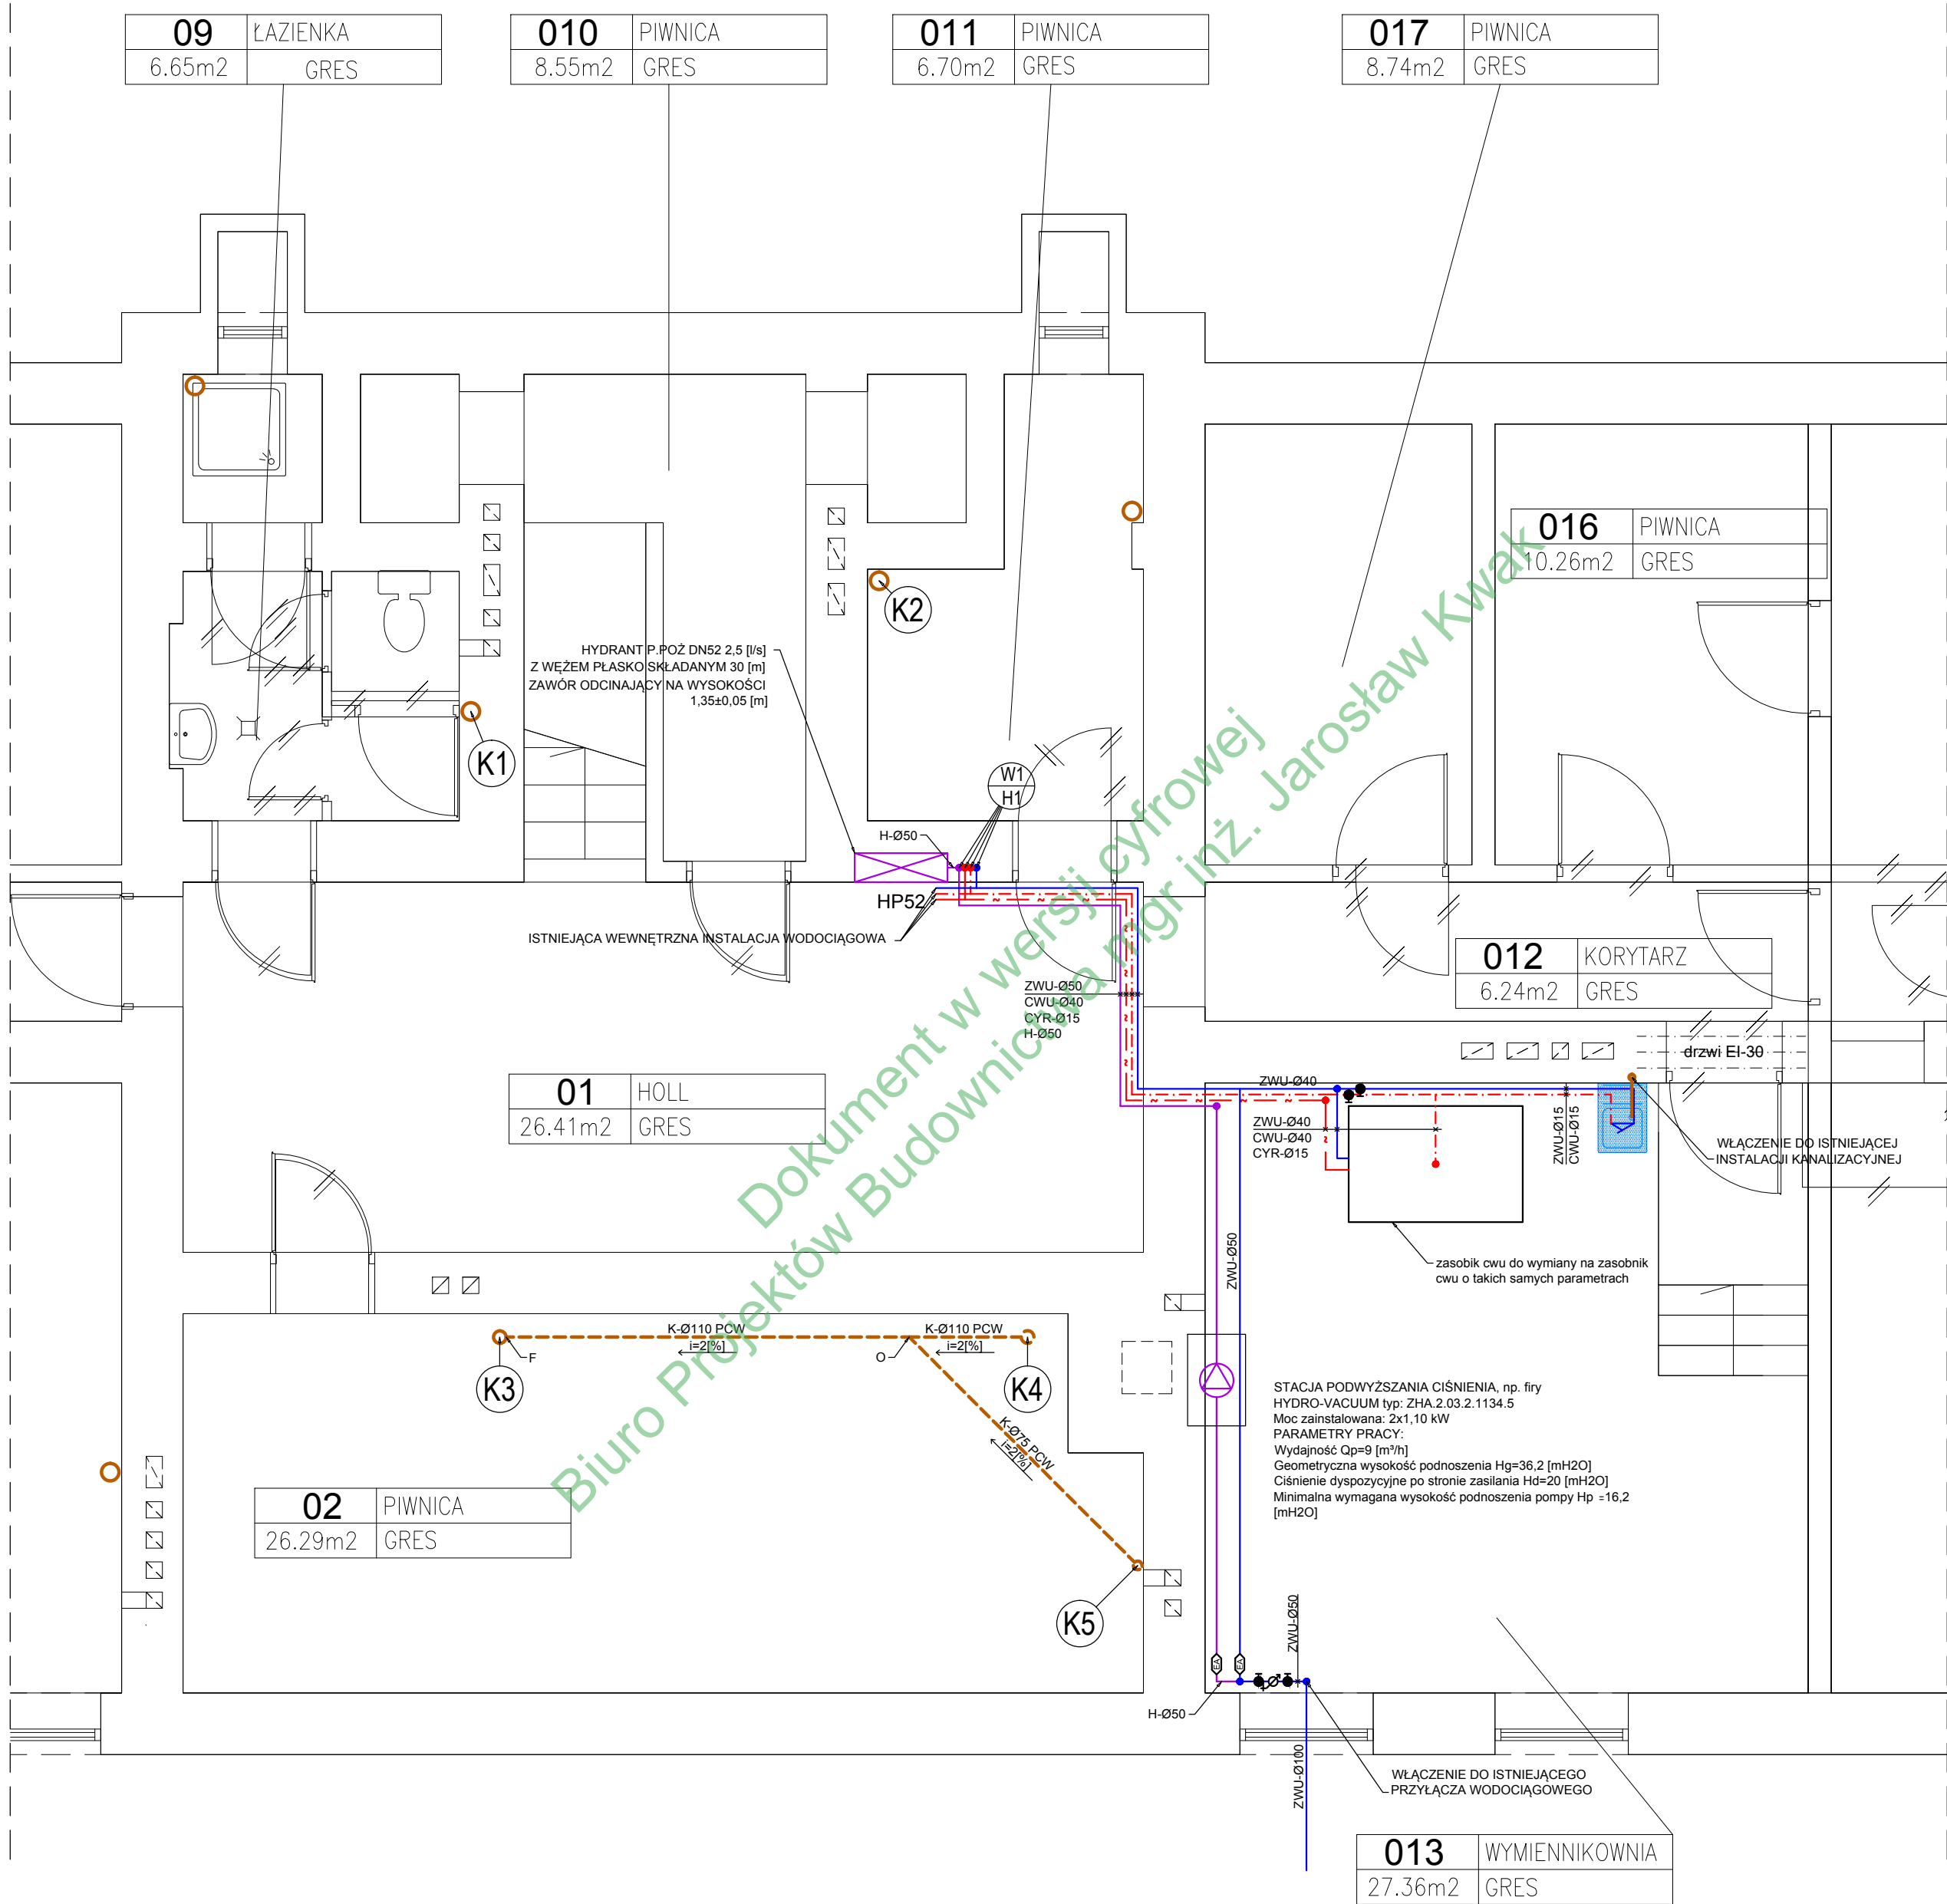 09 ŁAZIENKA
6.65m2 GRES
010 PIWNICA
8.55m2 GRES
011 PIWNICA
6.70m2 GRES
017 PIWNICA
8.74m2 GRES
016 PIWNICA
10.26m2 GRES
K2
HYDRANT P.POŻ DN52 2,5 [l/s]
Z WĘŻEM PŁASKO SKŁADANYM 30 [m]
ZAWÓR ODCINAJĄCY NA WYSOKOŚCI
1,35±0,05 [m]
K1
W1
H1
H-Ø50
HP52
ISTNIEJĄCA WEWNĘTRZNA INSTALACJA WODOCIĄGOWA
012 KORYTARZ
6.24m2 GRES
ZWU-Ø50
CWU-Ø40
CYR-Ø15
H-Ø50
drzwi EI-30
01 HOLL
26.41m2 GRES
ZWU-Ø40
ZWU-Ø40
CWU-Ø40
CYR-Ø15
ZWU-Ø15
CWU-Ø15
WŁĄCZENIE DO ISTNIEJĄCEJ
INSTALACJI KANALIZACYJNEJ
ZWU-Ø50
zasobik cwu do wymiany na zasobnik
cwu o takich samych parametrach
K-Ø110 PCW
i=2[%]
K-Ø110 PCW
i=2[%]
F
O
K3
K4
K-Ø75 PCW
i=2[%]
STACJA PODWYŻSZANIA CIŚNIENIA, np. firy
HYDRO-VACUUM typ: ZHA.2.03.2.1134.5
Moc zainstalowana: 2x1,10 kW
PARAMETRY PRACY:
Wydajność Qp=9 [m³/h]
Geometryczna wysokość podnoszenia Hg=36,2 [mH2O]
Ciśnienie dyspozycyjne po stronie zasilania Hd=20 [mH2O]
Minimalna wymagana wysokość podnoszenia pompy Hp =16,2
[mH2O]
02 PIWNICA
26.29m2 GRES
K5
ZWU-Ø50
EA
EA
H-Ø50
ZWU-Ø100
WŁĄCZENIE DO ISTNIEJĄCEGO
PRZYŁĄCZA WODOCIĄGOWEGO
013 WYMIENNIKOWNIA
27.36m2 GRES
Dokument w wersji cyfrowej
Biuro Projektów Budownictwa mgr inż. Jarosław Kwak